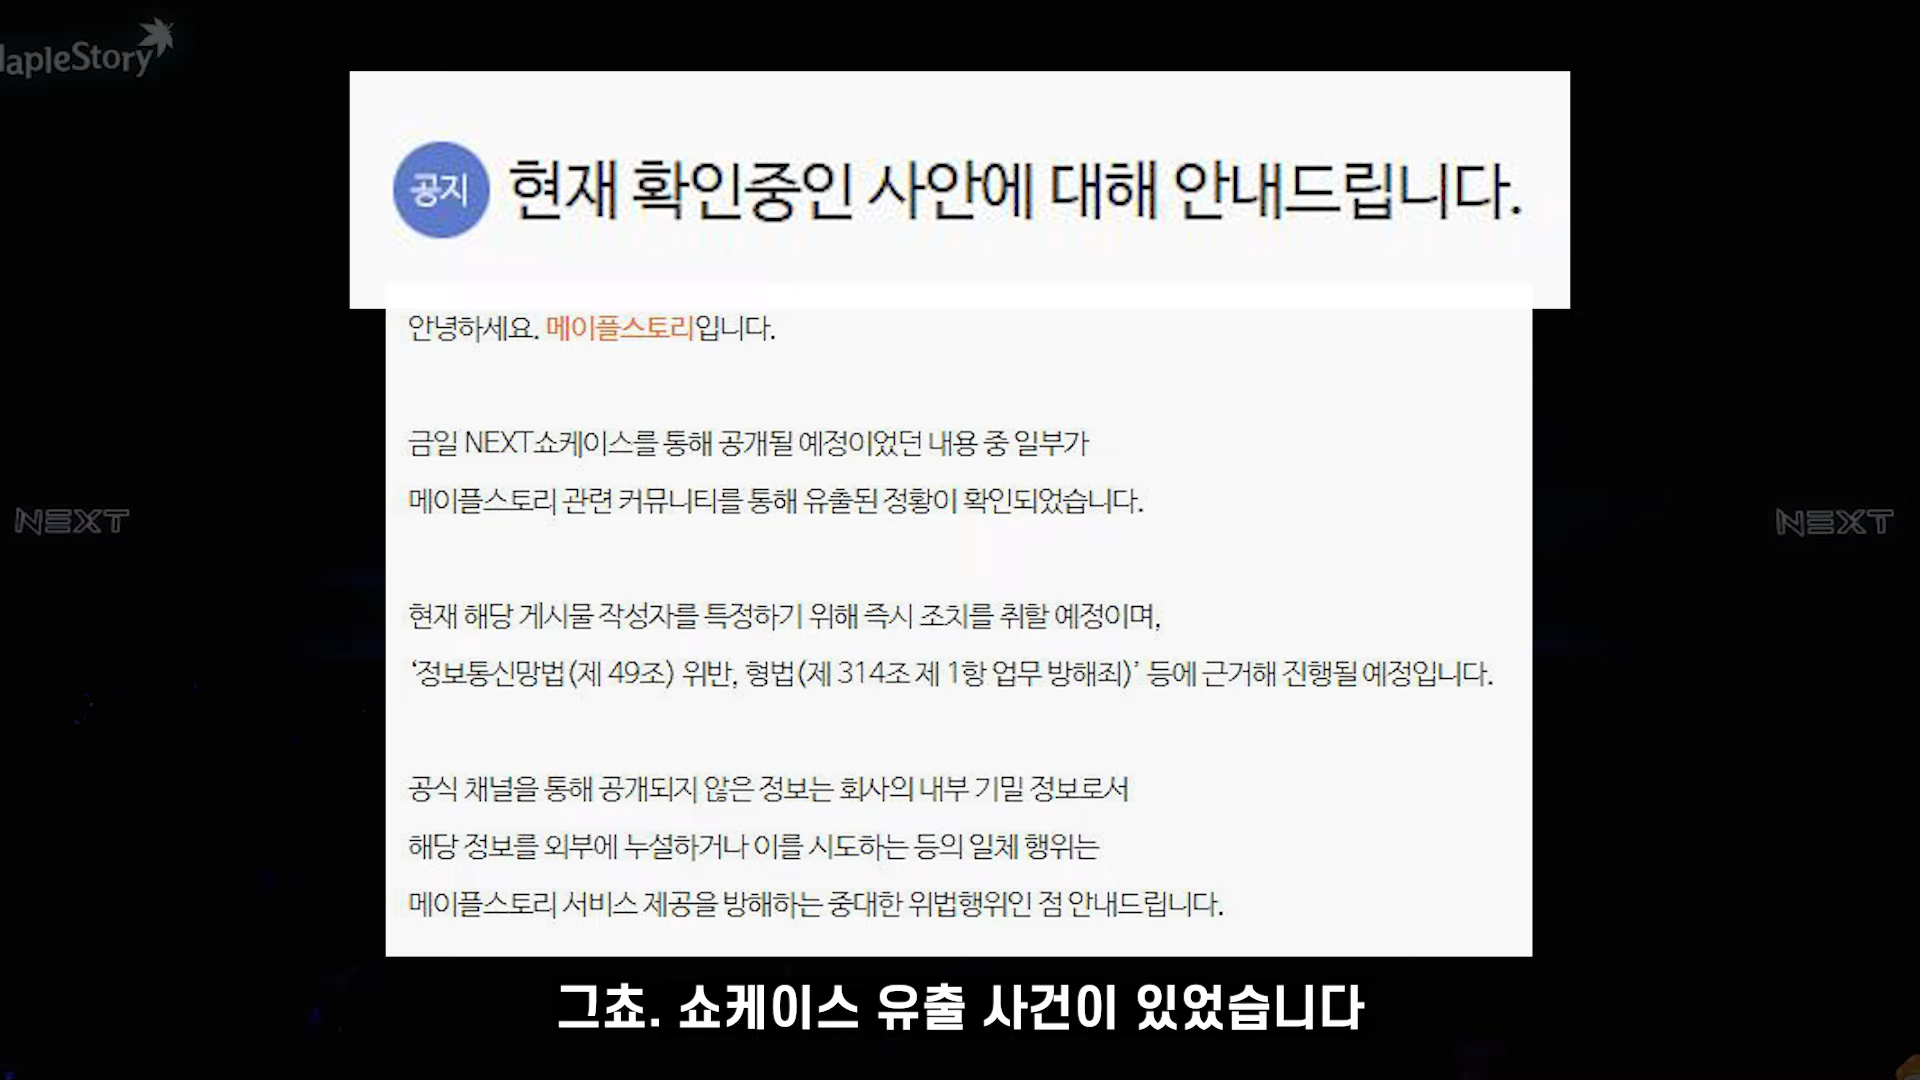 apleStory
공지 현재 확인중인 사안에 대해 안내드립니다.
안녕하세요. 메이플스토리입니다.
금일 NEXT쇼케이스를 통해 공개될 예정이었던 내용 중 일부가
메이플스토리 관련 커뮤니티를 통해 유출된 정황이 확인되었습니다.
NEXT
NEXT
현재 해당 게시물 작성자를 특정하기 위해 즉시 조치를 취할 예정이며,
‘정보통신망법(제 49조) 위반, 형법(제 314조 제 1항 업무 방해죄)’ 등에 근거해 진행될 예정입니다.
공식 채널을 통해 공개되지 않은 정보는 회사의 내부 기밀 정보로서
해당 정보를 외부에 누설하거나 이를 시도하는 등의 일체 행위는
메이플스토리 서비스 제공을 방해하는 중대한 위법행위인 점 안내드립니다.
그쵸. 쇼케이스 유출 사건이 있었습니다